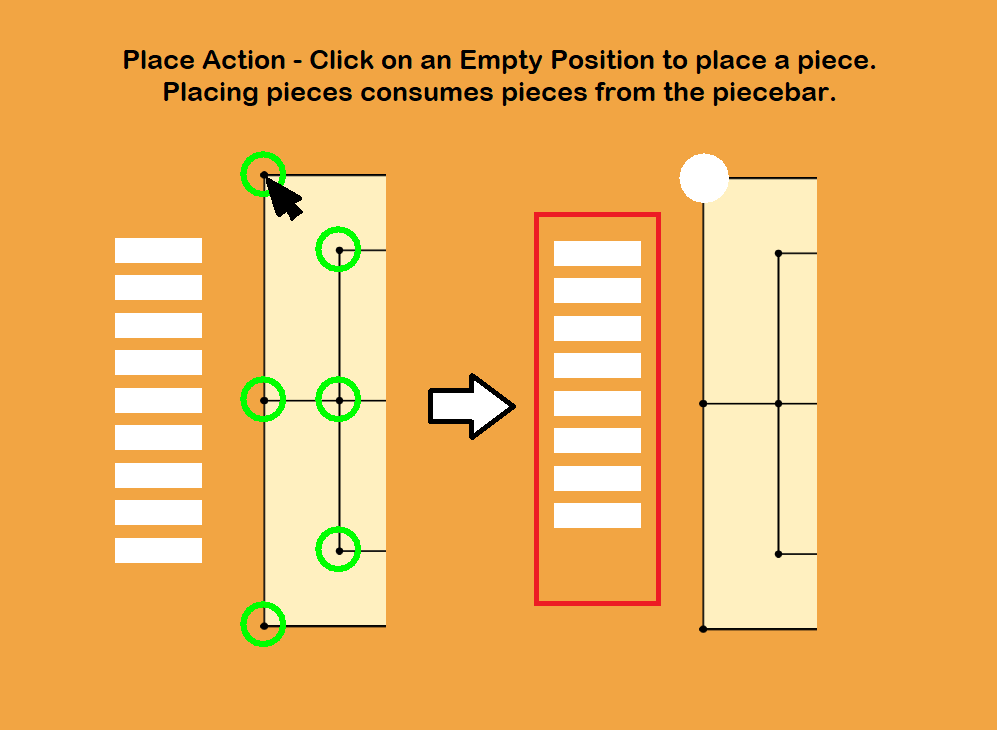 Place Action - Click on an Empty Position to place a piece.
Placing pieces consumes pieces from the piecebar.